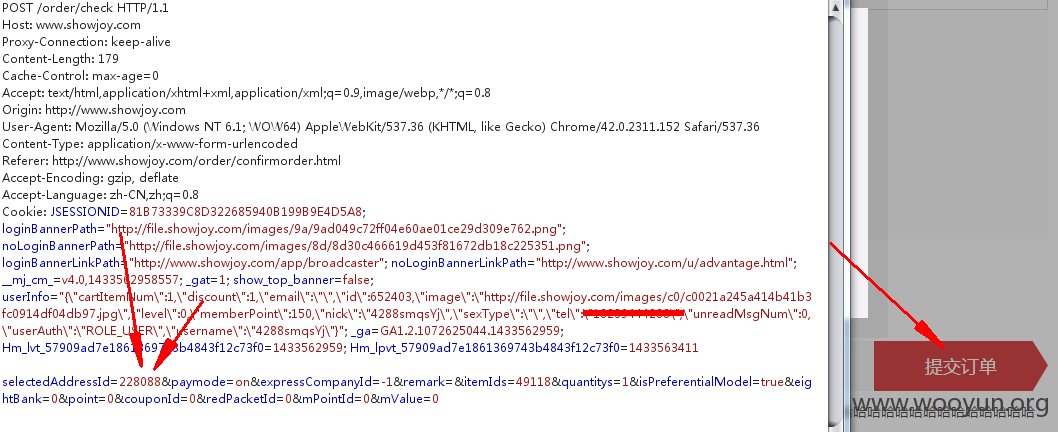 POST /order/check HTTP/1.1
Host: www.showjoy.com
Proxy-Connection: keep-alive
Content-Length: 179
Cache-Control: max-age=0
Accept: text/html,application/xhtml+xml,application/xml;q=0.9,image/webp,*/*;q=0.8
Origin: http://www.showjoy.com
User-Agent: Mozilla/5.0 (Windows NT 6.1; WOW64) AppleWebKit/537.36 (KHTML, like Gecko) Chrome/42.0.2311.152 Safari/537.36
Content-Type: application/x-www-form-urlencoded
Referer: http://www.showjoy.com/order/confirmorder.html
Accept-Encoding: gzip, deflate
Accept-Language: zh-CN,zh;q=0.8
Cookie: JSESSIONID=81B73339C8D322685940B199B9E4D5A8;
loginBannerPath="http://file.showjoy.com/images/9a/9ad049c72ff04e60ae01ce29d309e762.png";
noLoginBannerPath="http://file.showjoy.com/images/8d/8d30c466619d453f81672db18c225351.png";
loginBannerLinkPath="http://www.showjoy.com/app/broadcaster"; noLoginBannerLinkPath="http://www.showjoy.com/u/advantage.html";
__mj_cm_=v4.0,1433562958557; _gat=1; show_top_banner=false;
userInfo="{\"cartItemNum\":1,\"discount\":1,\"email\":\"\",\"id\":652403,\"image\":\"http://file.showjoy.com/images/c0/c0021a245a414b41b3
fc0914df04db97.jpg\",\"level\":0,\"memberPoint\":150,\"nick\":\"4288smqsYj\",\"sexType\":\"\",\"tel\": \"unreadMsgNum\":0,
\"userAuth\":\"ROLE_USER\",\"username\":\"4288smqsYj\"}"; _ga=GA1.2.1072625044.1433562959;
Hm_lvt_57909ad7e1861369743b4843f12c73f0=1433562959; Hm_lpvt_57909ad7e1861369743b4843f12c73f0=1433563411
selectedAddressId=228088&paymode=on&expressCompanyId=-1&remark=&itemIds=49118&quantitys=1&isPreferentialModel=true&eig
htBank=0&point=0&couponId=0&redPacketId=0&mPointId=0&mValue=0
提交订单
www.wooyun.org